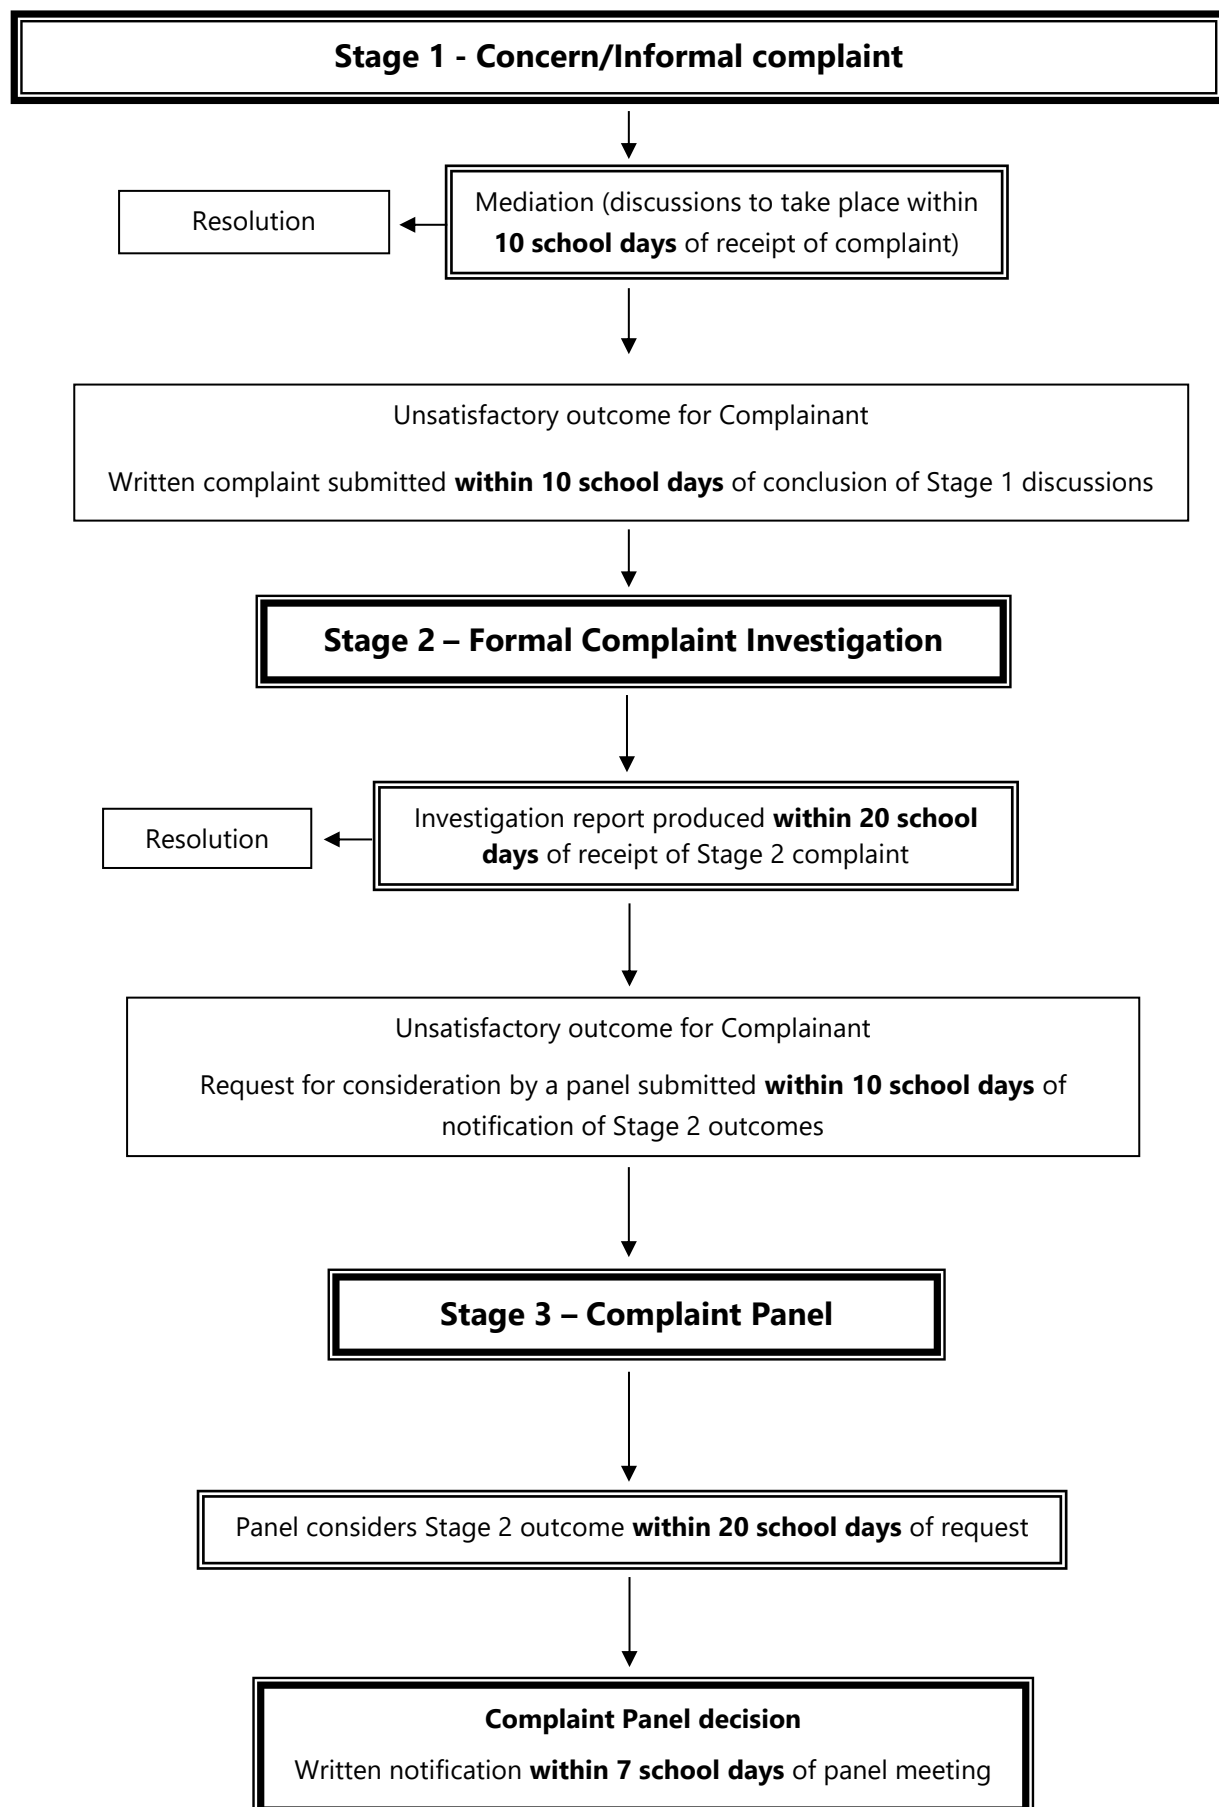 Stage 1 - Concern/Informal complaint
Mediation (discussions to take place within
10 school days of receipt of complaint)
Resolution
Unsatisfactory outcome for Complainant
Written complaint submitted within 10 school days of conclusion of Stage 1 discussions
Stage 2 – Formal Complaint Investigation
Investigation report produced within 20 school
days of receipt of Stage 2 complaint
Resolution
Unsatisfactory outcome for Complainant
Request for consideration by a panel submitted within 10 school days of
notification of Stage 2 outcomes
Stage 3 – Complaint Panel
Panel considers Stage 2 outcome within 20 school days of request
Complaint Panel decision
Written notification within 7 school days of panel meeting